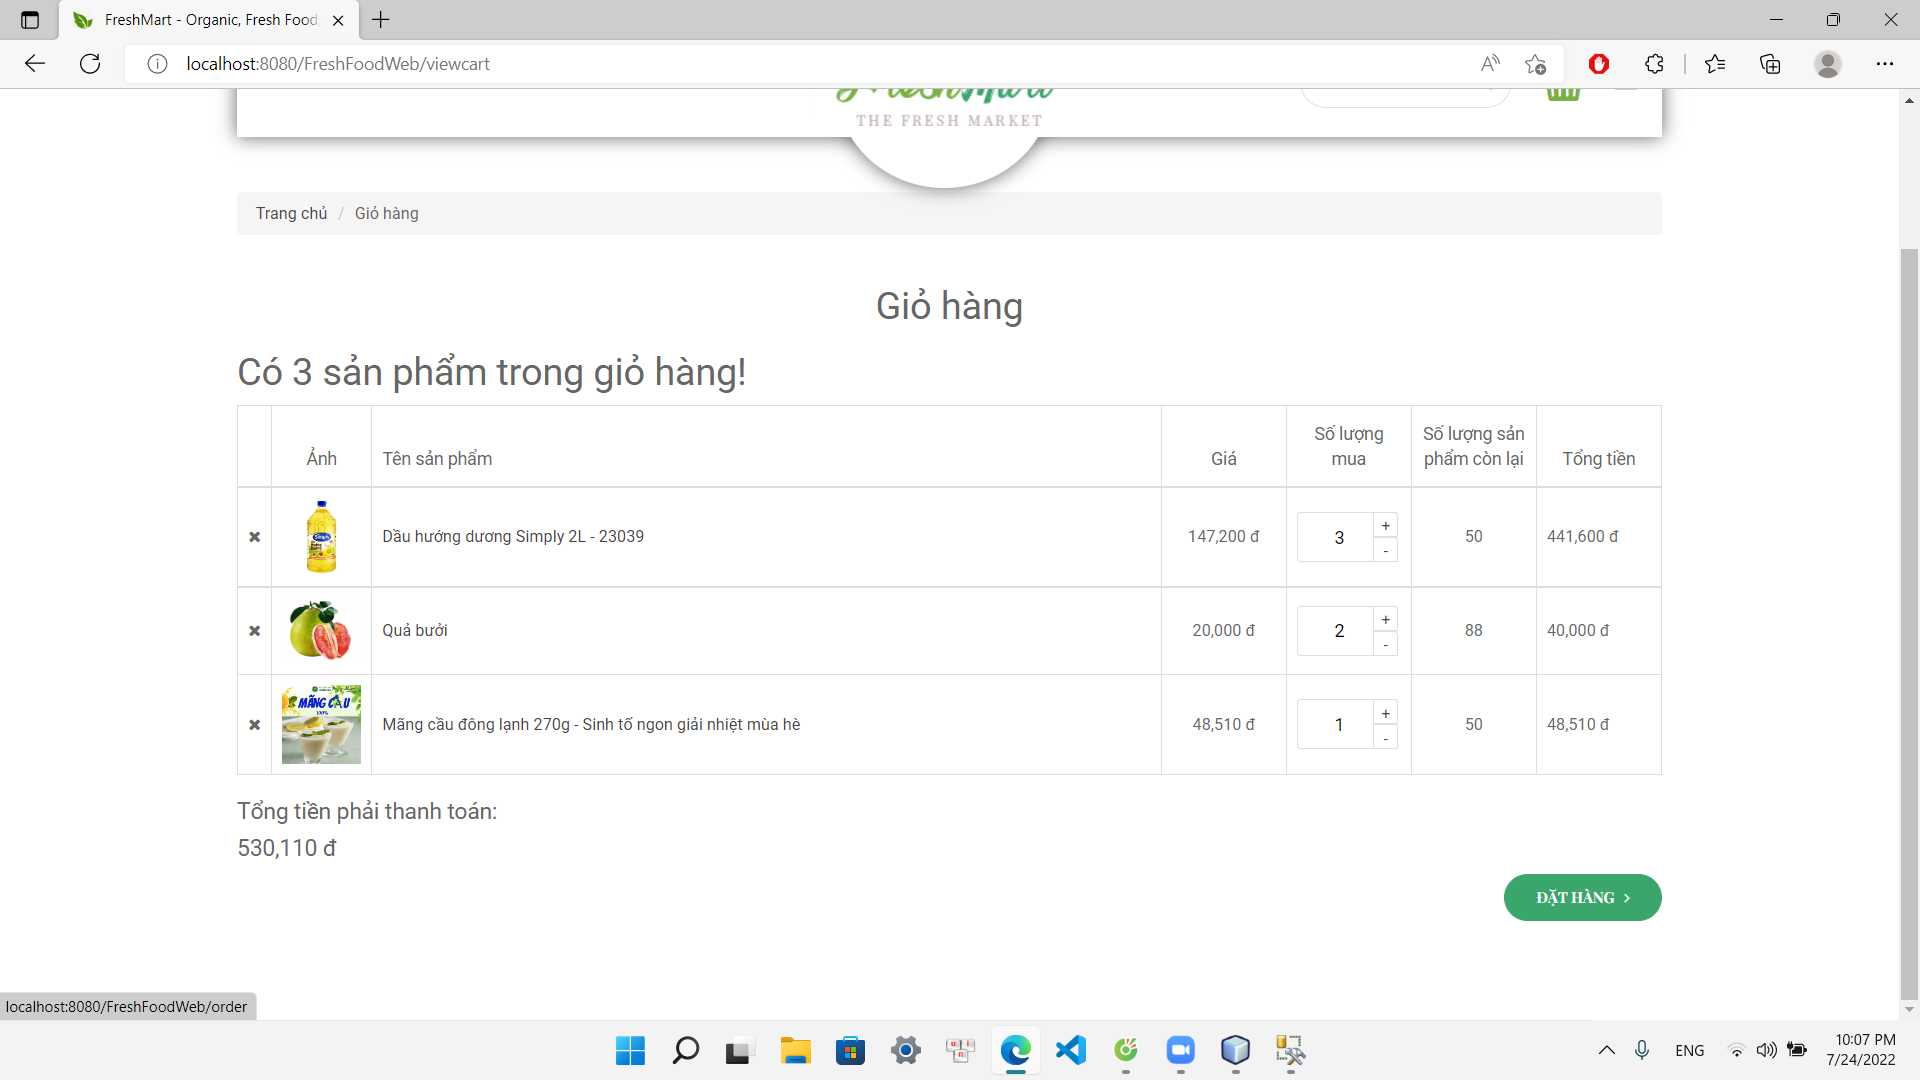 FreshMart - Organic, Fresh Food,
localhost:8080/FreshFoodWeb/viewcart
FreshMart
THE FRESH MARKET
Trang chủ / Giỏ hàng
Giỏ hàng
Có 3 sản phẩm trong giỏ hàng!
Ảnh Tên sản phẩm Giá Số lượng mua Số lượng sản phẩm còn lại Tổng tiền
Dầu hướng dương Simply 2L - 23039 147,200 đ 3 + - 50 441,600 đ
Quả bưởi 20,000 đ 2 + - 88 40,000 đ
MÃNG CẦU
100%
Mãng cầu đông lạnh 270g - Sinh tố ngon giải nhiệt mùa hè 48,510 đ 1 + - 50 48,510 đ
Simply
Tổng tiền phải thanh toán:
530,110 đ
ĐẶT HÀNG >
localhost:8080/FreshFoodWeb/order
ENG
10:07 PM
7/24/2022